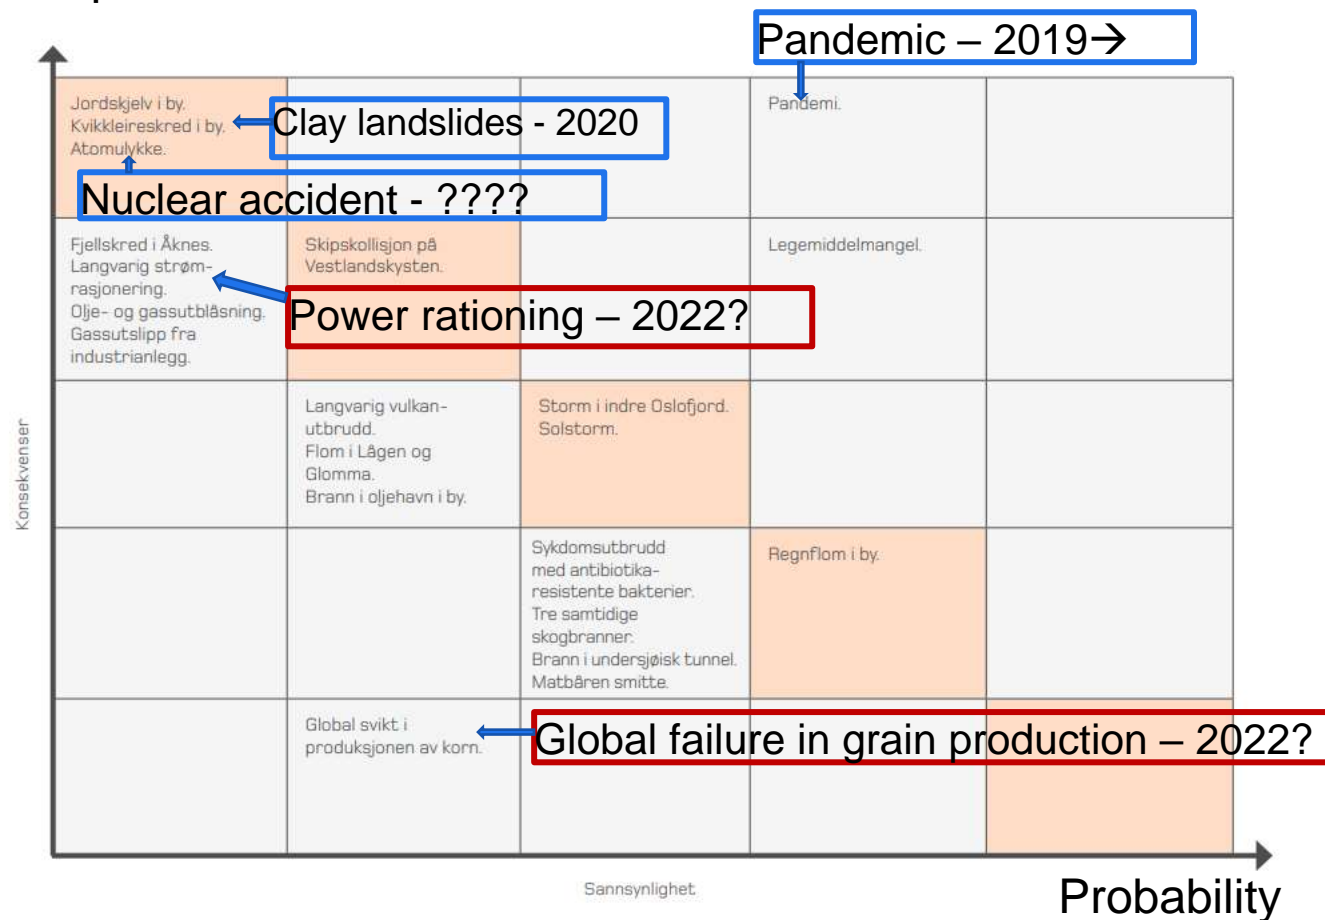 Pandemic – 2019→
Jordskjelv i by.
Kvikkleireskred i by.
Atomulykke.
Clay landslides - 2020
Pandemi.
Nuclear accident - ????
Fjellskred i Åknes.
Langvarig strøm-
rasjonering.
Olje- og gassutblåsning.
Gassutslipp fra
industrianlegg.
Skipskollisjon på
Vestlandskysten.
Legemiddelmangel.
Power rationing – 2022?
Langvarig vulkan-
utbrudd.
Flom i Lågen og
Glomma.
Brann i oljehavn i by.
Storm i indre Oslofjord.
Solstorm.
Konsekvenser
Sykdomsutbrudd
med antibiotika-
resistente bakterier.
Tre samtidige
skogbranner.
Brann i undersjøisk tunnel.
Matbåren smitte.
Regnflom i by.
Global svikt i
produksjonen av korn.
Global failure in grain production – 2022?
Sannsynlighet
Probability